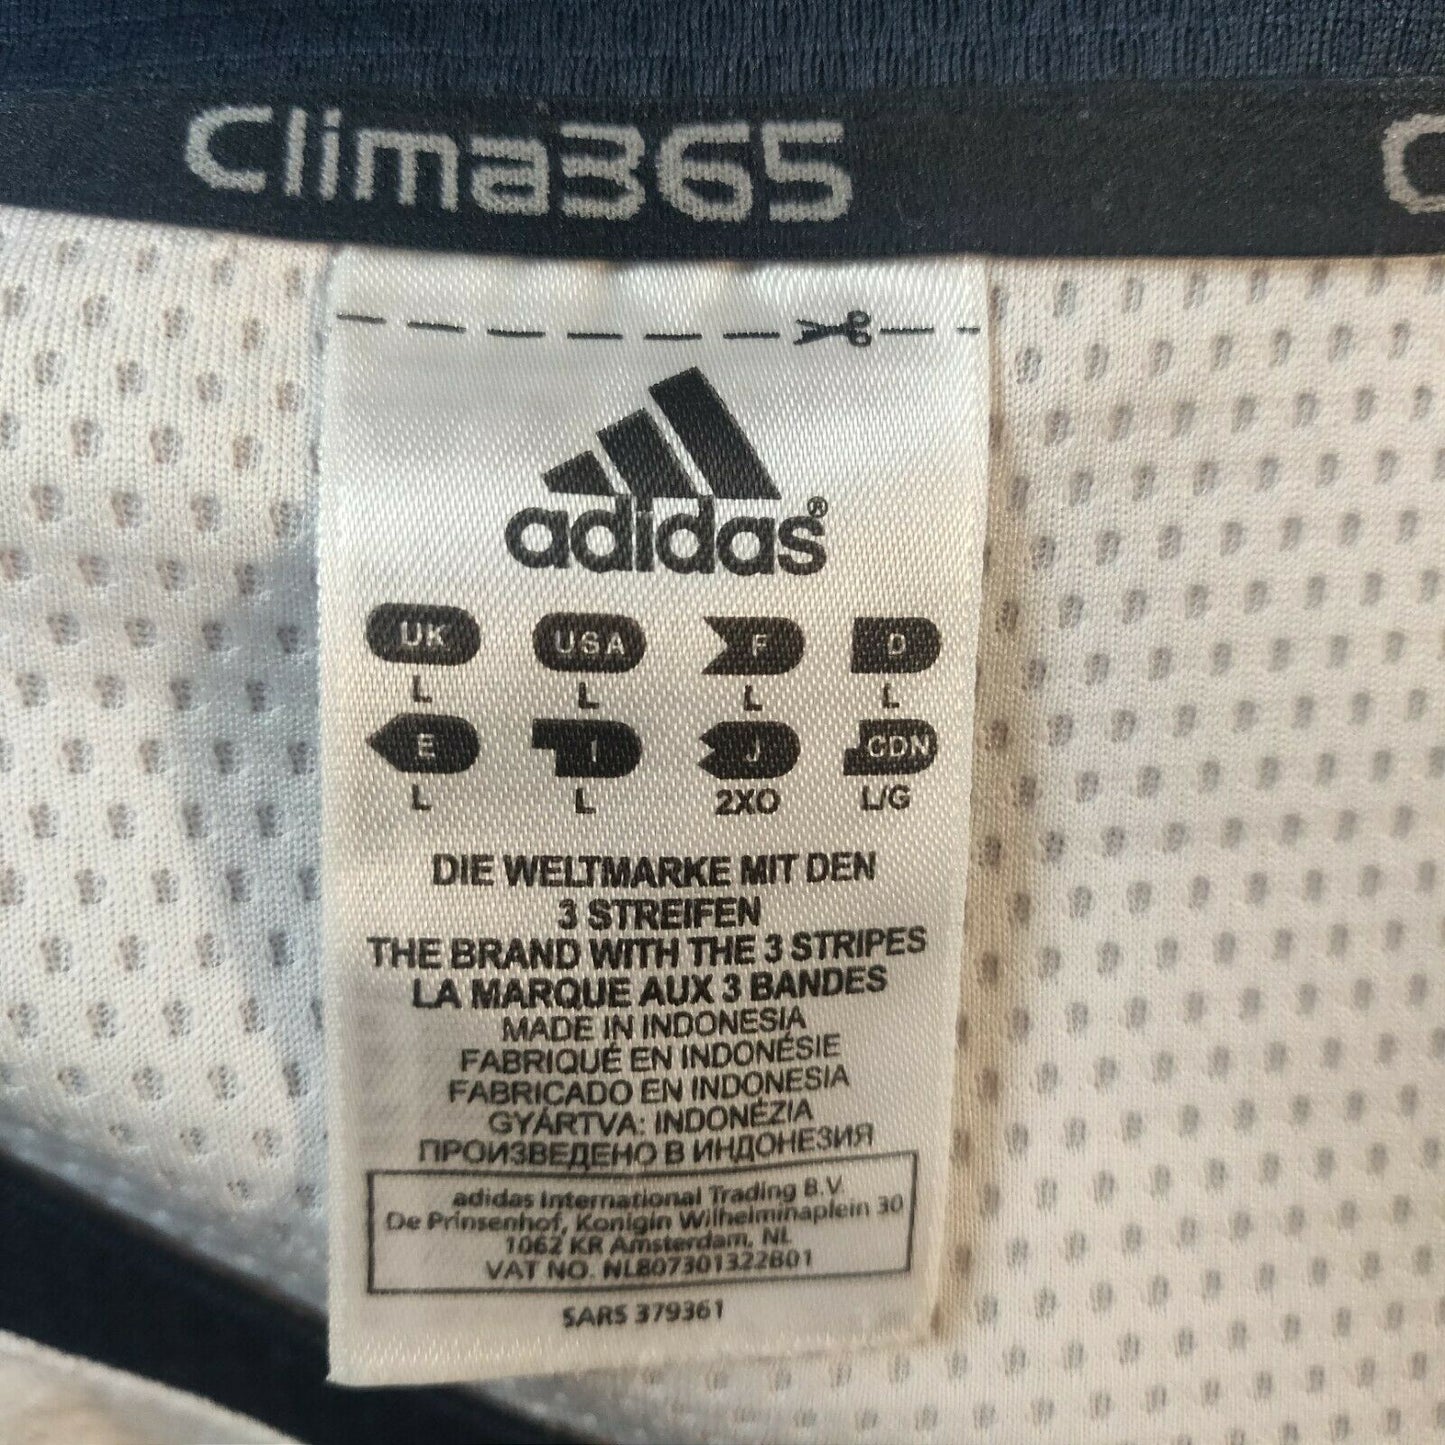 Clima365 C
adidas®
UK USA F D
L L L L
E I J CDN
L L 2XO L/G
DIE WELTMARKE MIT DEN
3 STREIFEN
THE BRAND WITH THE 3 STRIPES
LA MARQUE AUX 3 BANDES
MADE IN INDONESIA
FABRIQUÉ EN INDONÉSIE
FABRICADO EN INDONESIA
GYÁRTVA: INDONÉZIA
ПРОИЗВЕДЕНО В ИНДОНЕЗИЯ
adidas International Trading B.V.
De Prinsenhof, Konigin Wilhelminaplein 30
1062 KR Amsterdam, NL
VAT NO. NL807301322B01
SARS 379361